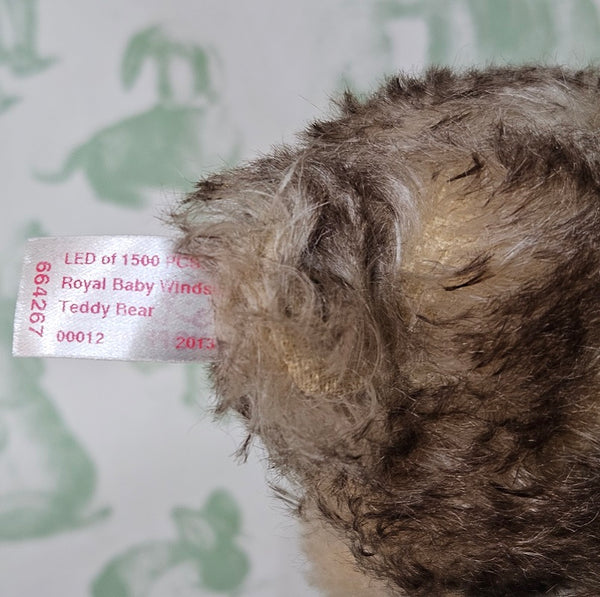 LED of 1500 PCS
Royal Baby Winds
Teddy Bear
00012 2013
664267